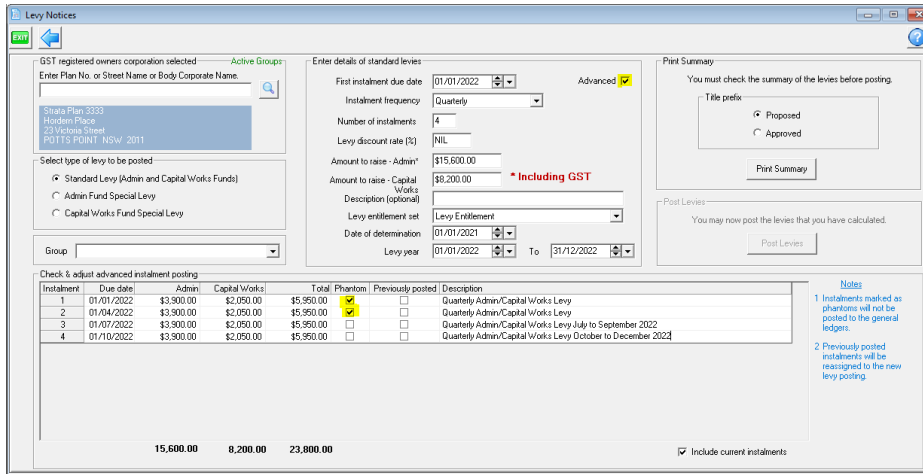 Levy Notices
EXIT
GST registered owners corporation selected Active Groups
Enter Plan No. or Street Name or Body Corporate Name.
Strata Plan 3333
Hordern Place
23 Victoria Street
POTTS POINT NSW 2011
Select type of levy to be posted
Standard Levy (Admin and Capital Works Funds)
Admin Fund Special Levy
Capital Works Fund Special Levy
Group
Enter details of standard levies
First instalment due date 01/01/2022 Advanced
Instalment frequency Quarterly
Number of instalments 4
Levy discount rate (%) NIL
Amount to raise - Admin* $15,600.00
Amount to raise - Capital Works $8,200.00 * Including GST
Description (optional)
Levy entitlement set Levy Entitlement
Date of determination 01/01/2021
Levy year 01/01/2022 To 31/12/2022
Print Summary
You must check the summary of the levies before posting.
Title prefix
Proposed
Approved
Print Summary
Post Levies
You may now post the levies that you have calculated.
Post Levies
Check & adjust advanced instalment posting
Instalment Due date Admin Capital Works Total Phantom Previously posted Description
1 01/01/2022 $3,900.00 $2,050.00 $5,950.00 Quarterly Admin/Capital Works Levy
2 01/04/2022 $3,900.00 $2,050.00 $5,950.00 Quarterly Admin/Capital Works Levy
3 01/07/2022 $3,900.00 $2,050.00 $5,950.00 Quarterly Admin/Capital Works Levy July to September 2022
4 01/10/2022 $3,900.00 $2,050.00 $5,950.00 Quarterly Admin/Capital Works Levy October to December 2022
15,600.00 8,200.00 23,800.00
Include current instalments
Notes
1 Instalments marked as
phantoms will not be
posted to the general
ledgers.
2 Previously posted
instalments will be
reassigned to the new
levy posting.